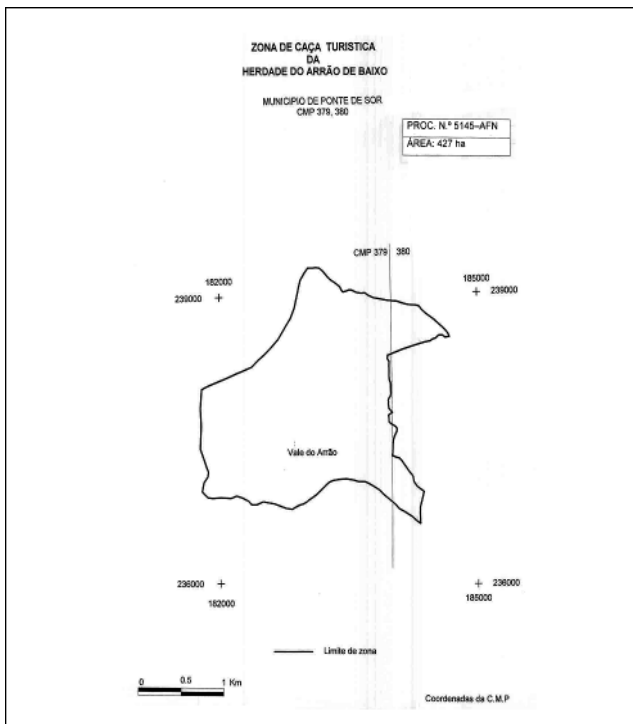 ZONA DE CAÇA TURISTICA
DA
HERDADE DO ARRÃO DE BAIXO
MUNICIPIO DE PONTE DE SOR
CMP 379, 380
PROC. N.º 5145–AFN
ÁREA: 427 ha
CMP 379 380
182000
239000
185000
239000
Vale do Arrão
236000
182000
236000
185000
Limite de zona
0 0.5 1 Km
Coordenadas da C.M.P